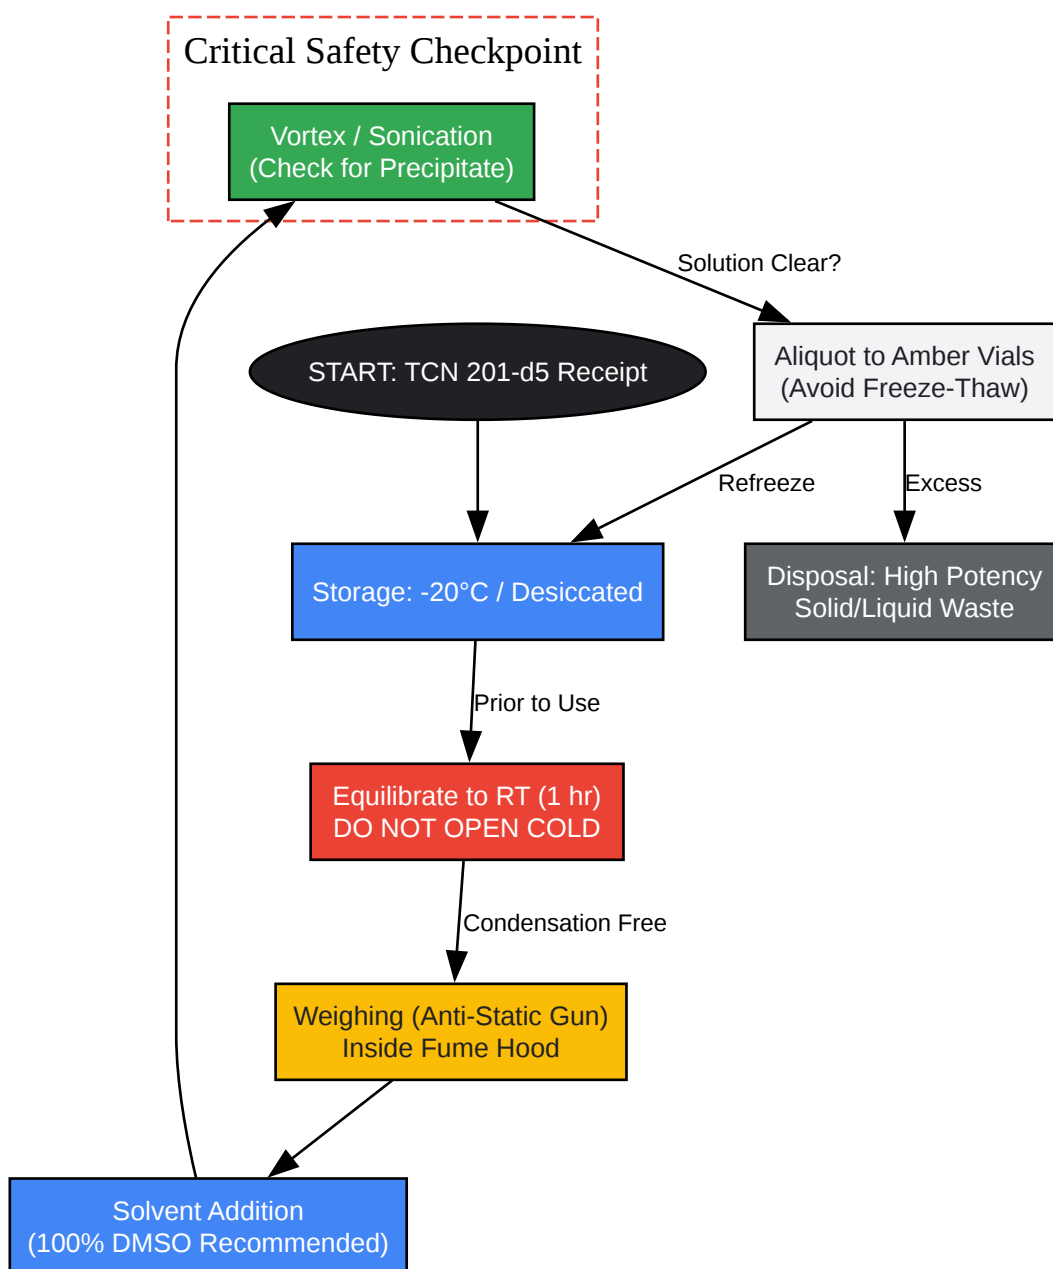 Critical Safety Checkpoint
Vortex / Sonication
(Check for Precipitate)
Solution Clear?
START: TCN 201-d5 Receipt
Aliquot to Amber Vials
(Avoid Freeze-Thaw)
Refreeze
Excess
Storage: -20°C / Desiccated
Disposal: High Potency
Solid/Liquid Waste
Prior to Use
Equilibrate to RT (1 hr)
DO NOT OPEN COLD
Condensation Free
Weighing (Anti-Static Gun)
Inside Fume Hood
Solvent Addition
(100% DMSO Recommended)